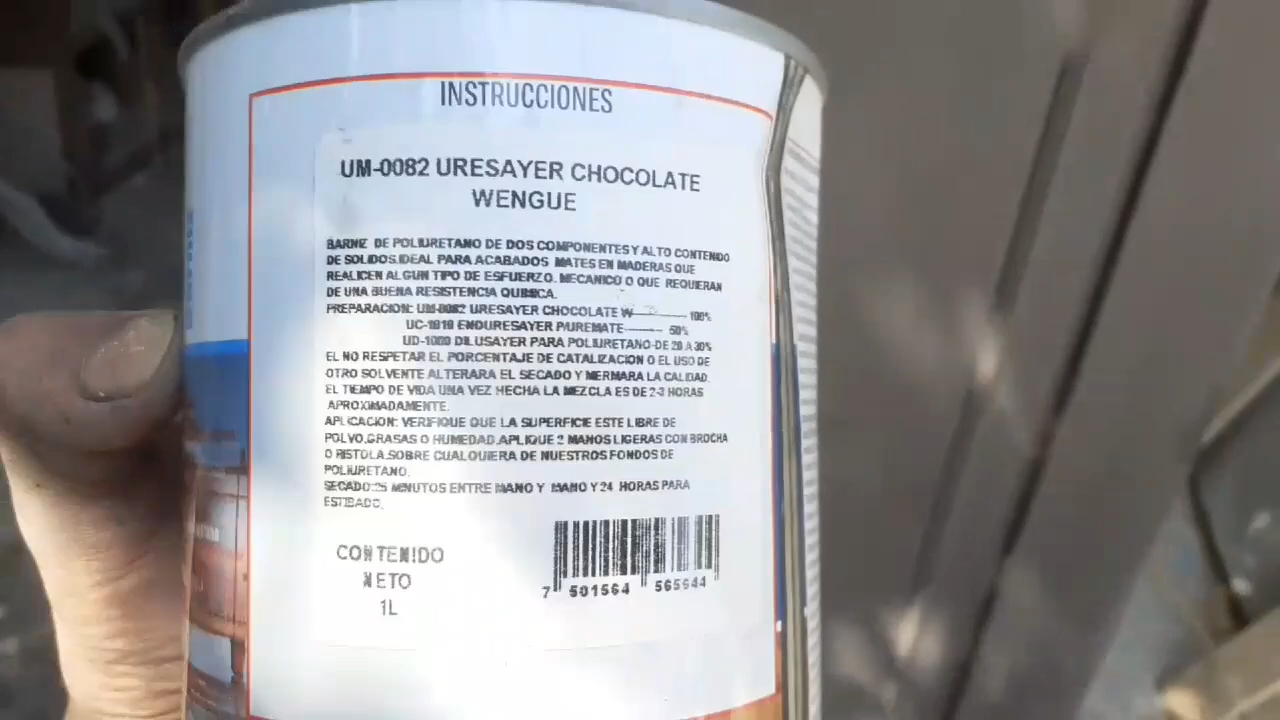 INSTRUCCIONES
UM-0082 URESAYER CHOCOLATE
WENGUE
BARNIZ DE POLIURETANO DE DOS COMPONENTES Y ALTO CONTENIDO
DE SOLIDOS.IDEAL PARA ACABADOS MATES EN MADERAS QUE
REALICEN ALGUN TIPO DE ESFUERZO. MECANICO O QUE REQUIERAN
DE UNA BUENA RESISTENCIA QUIMICA.
PREPARACION: UM-0082 URESAYER CHOCOLATE W---------- 100%
UC-1010 ENDURESAYER P/UREMATE------- 50%
UD-1000 DILUSAYER PARA POLIURETANO-DE 20 A 30%
EL NO RESPETAR EL PORCENTAJE DE CATALIZACION O EL USO DE
OTRO SOLVENTE ALTERARA EL SECADO Y MERMARA LA CALIDAD.
EL TIEMPO DE VIDA UNA VEZ HECHA LA MEZCLA ES DE 2-3 HORAS
APROXIMADAMENTE.
APLICACION: VERIFIQUE QUE LA SUPERFICIE ESTE LIBRE DE
POLVO,GRASAS O HUMEDAD.APLIQUE 2 MANOS LIGERAS CON BROCHA
O PISTOLA.SOBRE CUALQUIERA DE NUESTROS FONDOS DE
POLIURETANO.
SECADO:25 MINUTOS ENTRE MANO Y MANO Y 24 HORAS PARA
ESTIBADO.
CONTENIDO
NETO
1L
7 501564 565944